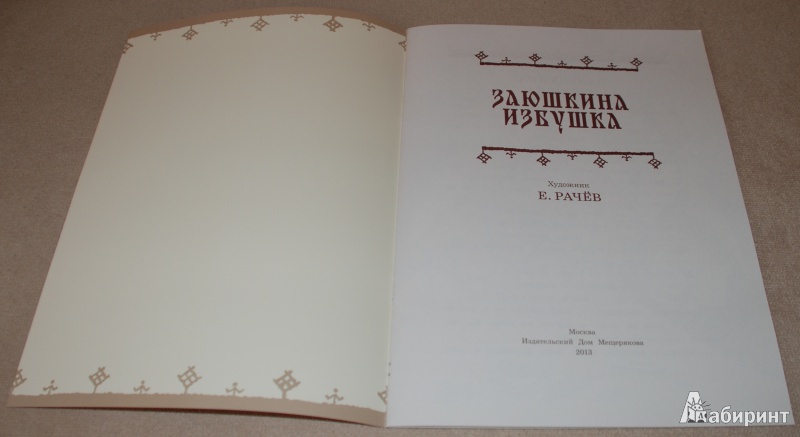 ЗАЮШКИНА
ИЗБУШКА
Художник
Е. РАЧЁВ
Москва
Издательский Дом Мещерякова
2013
Лабиринт